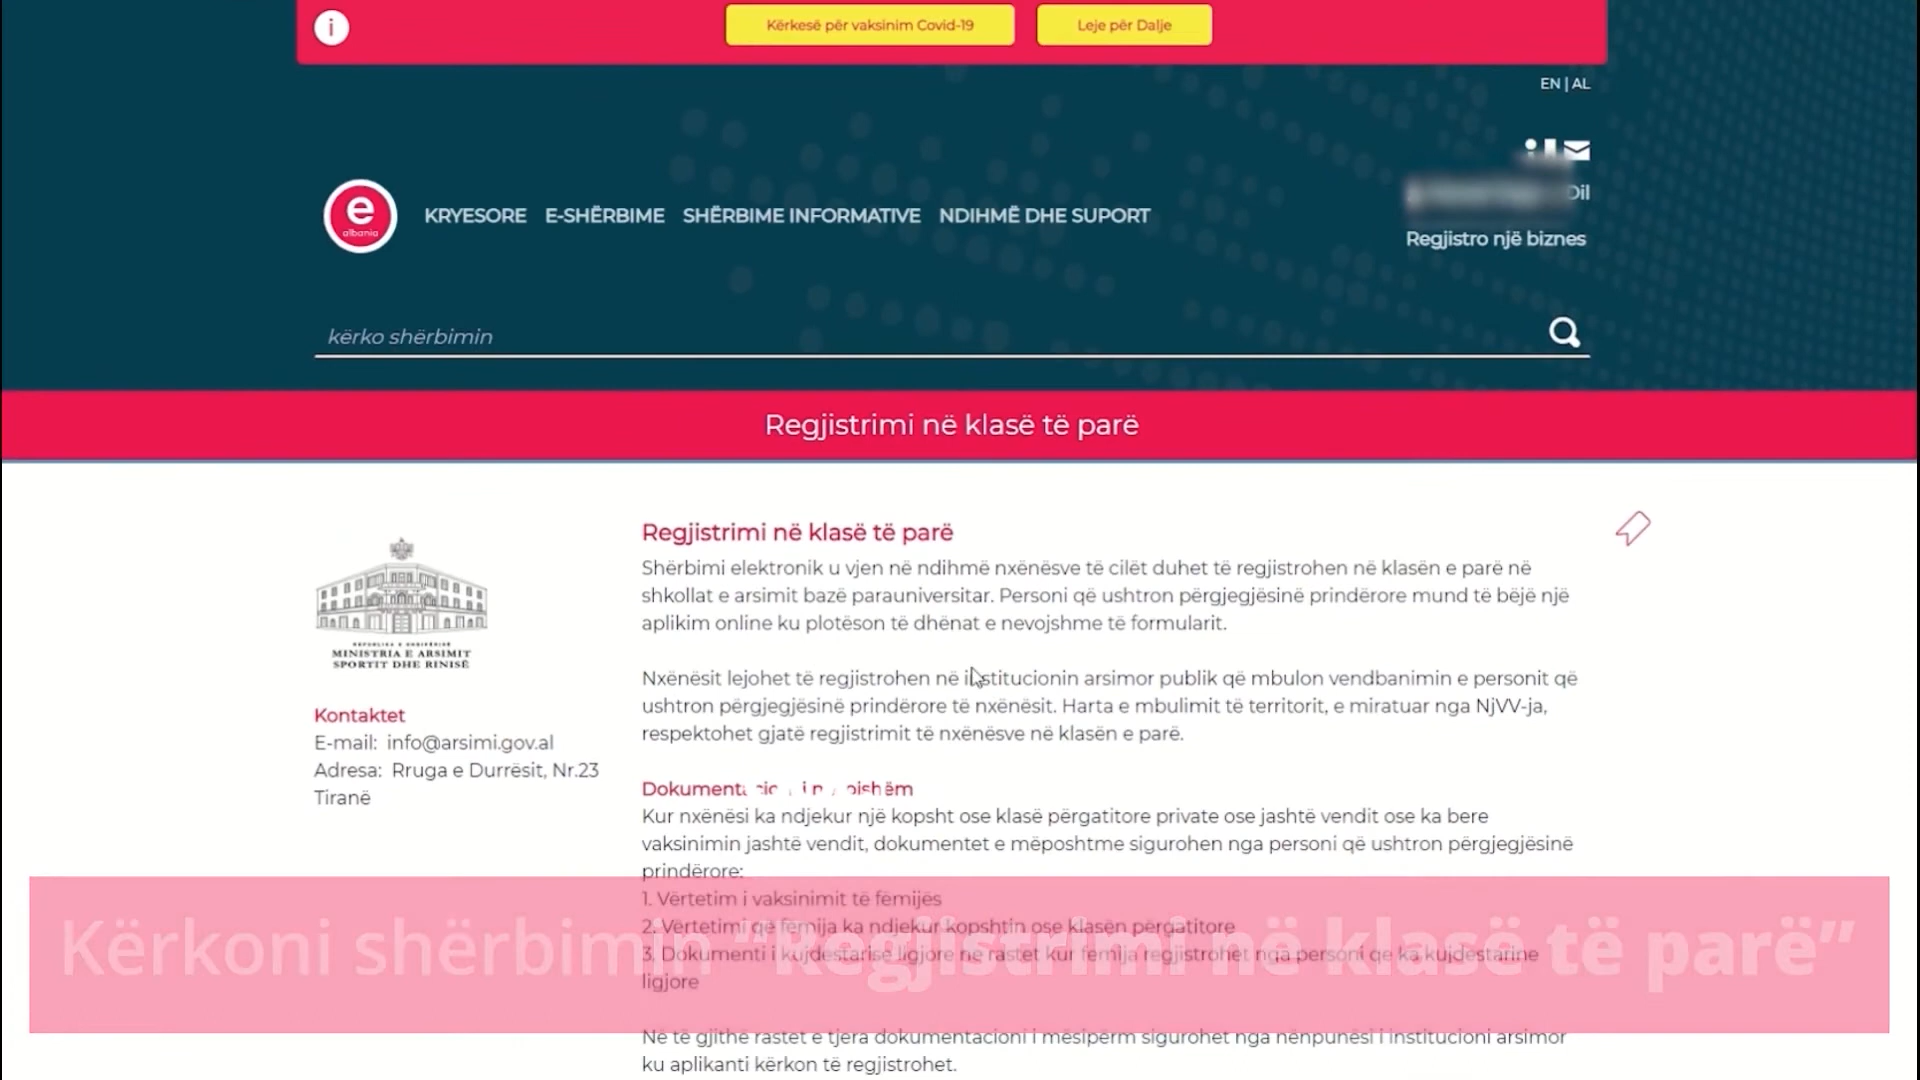 Kërkesë për vaksinim Covid-19
Leje për Dalje
EN | AL
Dil
e
albania
KRYESORE E-SHËRBIME SHËRBIME INFORMATIVE NDIHMË DHE SUPORT
Regjistro një biznes
kërko shërbimin
Regjistrimi në klasë të parë
REPUBLIKA E SHQIPËRISË
MINISTRIA E ARSIMIT
SPORTIT DHE RINISË
Kontaktet
E-mail: info@arsimi.gov.al
Adresa: Rruga e Durrësit, Nr.23
Tiranë
Regjistrimi në klasë të parë
Shërbimi elektronik u vjen në ndihmë nxënësve të cilët duhet të regjistrohen në klasën e parë në
shkollat e arsimit bazë parauniversitar. Personi që ushtron përgjegjësinë prindërore mund të bëjë një
aplikim online ku plotëson të dhënat e nevojshme të formularit.
Nxënësit lejohet të regjistrohen në institucionin arsimor publik që mbulon vendbanimin e personit që
ushtron përgjegjësinë prindërore të nxënësit. Harta e mbulimit të territorit, e miratuar nga NjVV-ja,
respektohet gjatë regjistrimit të nxënësve në klasën e parë.
Kur nxënësi ka ndjekur një kopsht ose klasë përgatitore private ose jashtë vendit ose ka bere
vaksinimin jashtë vendit, dokumentet e mëposhtme sigurohen nga personi që ushtron përgjegjësinë
prindërore:
1. Vërtetim i vaksinimit të fëmijës
2. Vërtetimi që fëmija ka ndjekur kopshtin ose klasën përgatitore
3. Dokumenti i kujdestarisë ligjore në rastet kur fëmija regjistrohet nga personi që ka kujdestarinë
ligjore
Kërkoni shërbimin “Regjistrimi në klasë të parë”
Në të gjithë rastet e tjera dokumentacioni i mësipërm sigurohet nga nënpunësi i institucioni arsimor
ku aplikanti kërkon të regjistrohet.